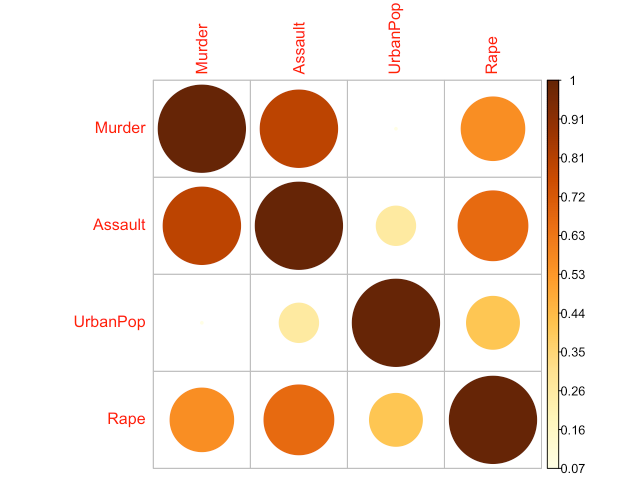 Murder
Assault
UrbanPop
Rape
Murder
Assault
UrbanPop
Rape
1
0.91
0.81
0.72
0.63
0.53
0.44
0.35
0.26
0.16
0.07